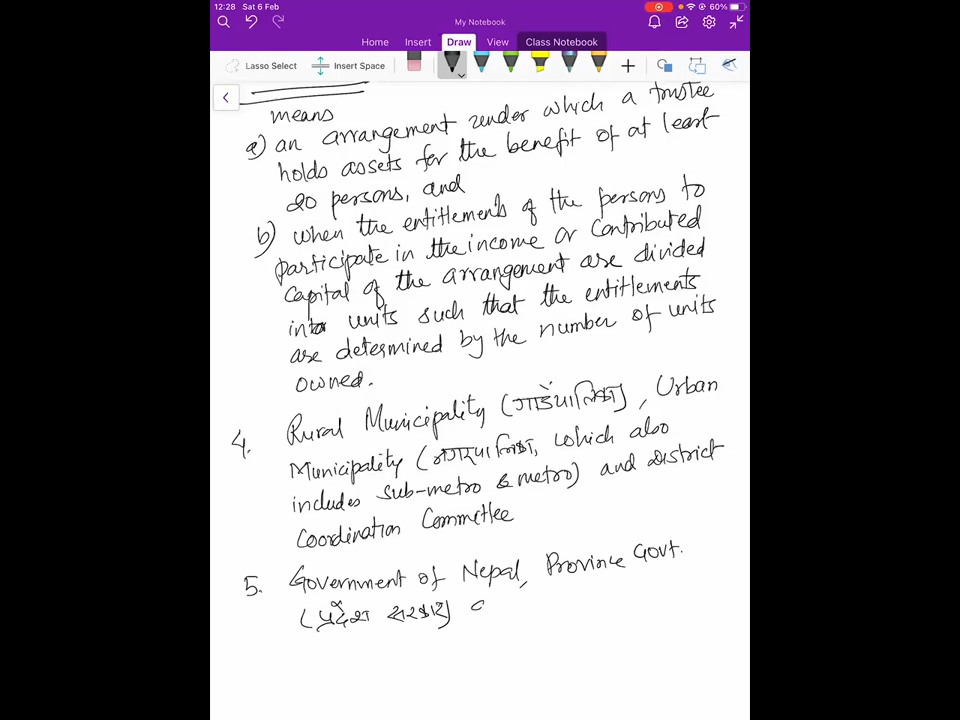 12:28 Sat 6 Feb
60%
My Notebook
Home Insert Draw View Class Notebook
Lasso Select Insert Space
means
a) an arrangement under which a trustee
holds assets for the benefit of at least
20 persons, and
b) when the entitlements of the persons to
participate in the income or contributed
capital of the arrangement are divided
into units such that the entitlements
are determined by the number of units
owned.
4. Rural Municipality (गाउँपालिका), Urban
Municipality (नगरपालिका, which also
includes sub-metro & metro) and District
Coordination Committee
5. Government of Nepal, Province Govt.
(प्रदेश सरकार)